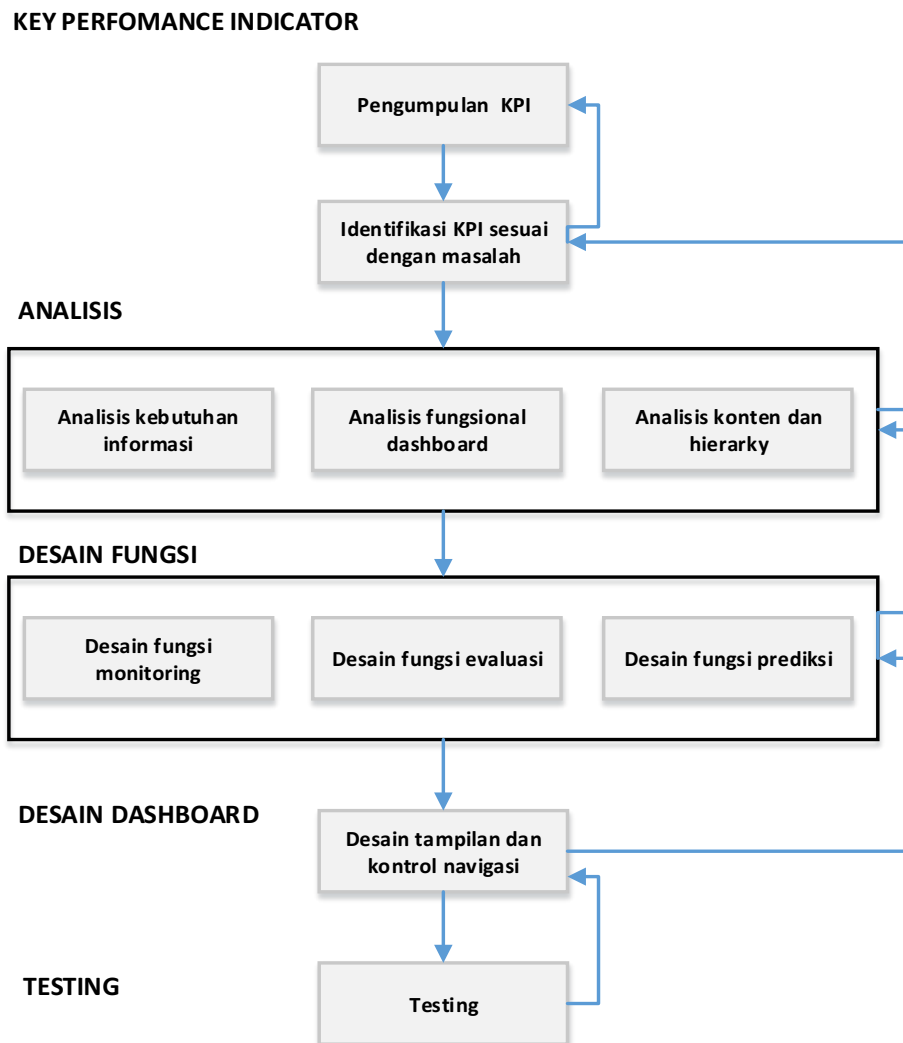 KEY PERFOMANCE INDICATOR
Pengumpulan KPI
Identifikasi KPI sesuai
dengan masalah
ANALISIS
Analisis kebutuhan
informasi
Analisis fungsional
dashboard
Analisis konten dan
hierarky
DESAIN FUNGSI
Desain fungsi
monitoring
Desain fungsi evaluasi
Desain fungsi prediksi
DESAIN DASHBOARD
Desain tampilan dan
kontrol navigasi
TESTING
Testing